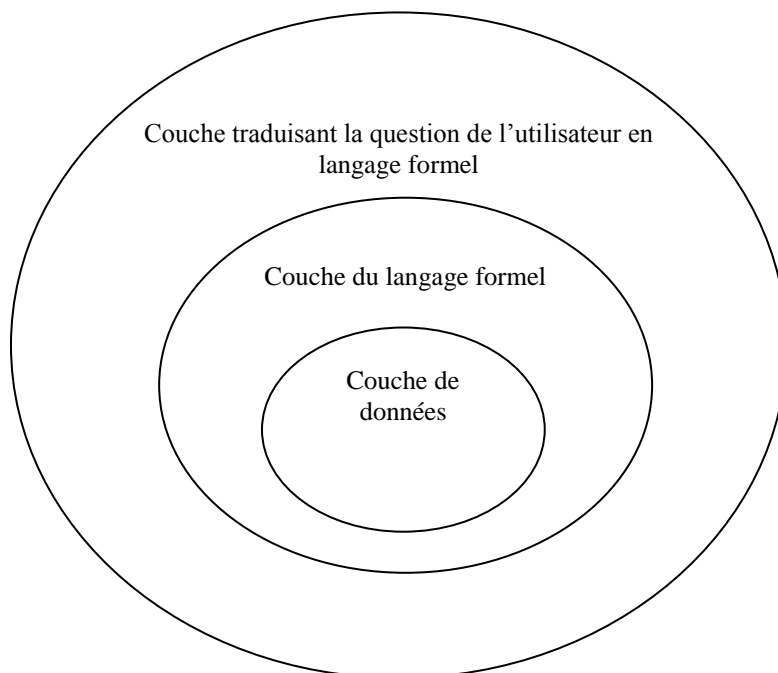 Couche traduisant la question de l’utilisateur en
langage formel
Couche du langage formel
Couche de
données